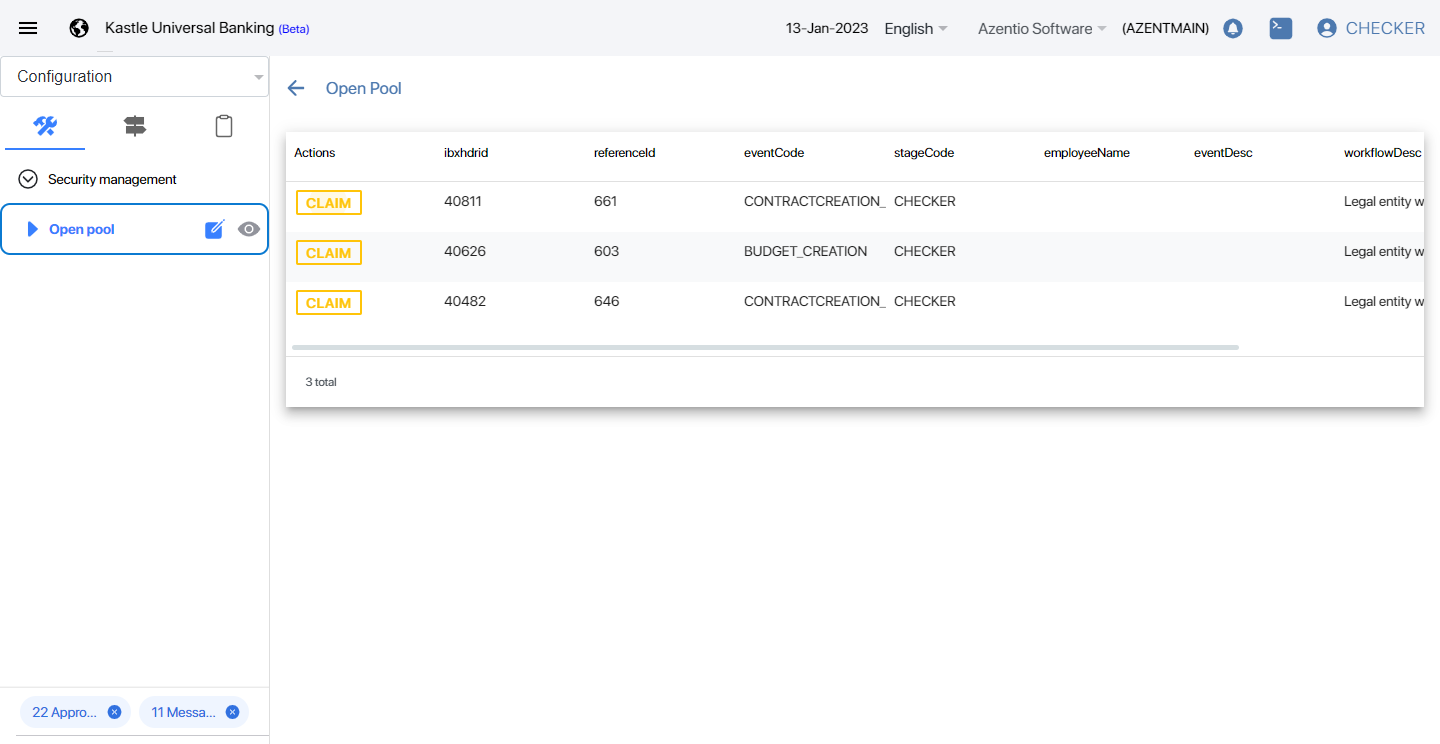 Kastle Universal Banking (Beta) 13-Jan-2023 English Azentio Software (AZENTMAIN) CHECKER
Configuration
Open Pool
Security management
Open pool
Actions ibxhdrid referenceId eventCode stageCode employeeName eventDesc workflowDesc
CLAIM 40811 661 CONTRACTCREATION_ CHECKER Legal entity w
CLAIM 40626 603 BUDGET_CREATION CHECKER Legal entity w
CLAIM 40482 646 CONTRACTCREATION_ CHECKER Legal entity w
3 total
22 Appro... 11 Messa...